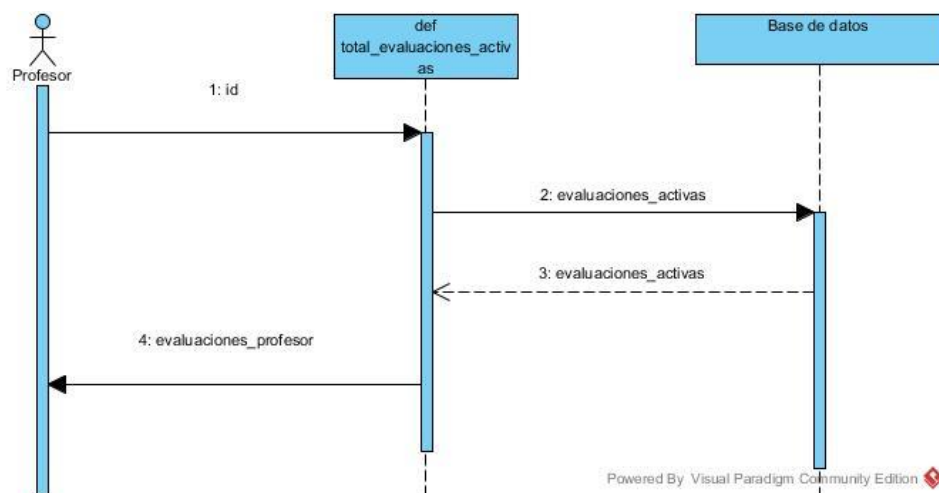 def
total_evaluaciones_activ
as
Base de datos
Profesor
1: id
2: evaluaciones_activas
3: evaluaciones_activas
4: evaluaciones_profesor
Powered By Visual Paradigm Community Edition